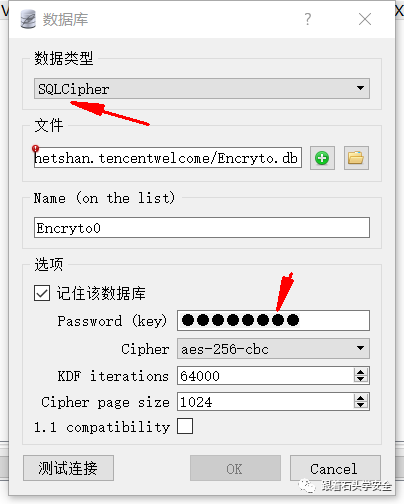 数据库
数据类型
SQLCipher
文件
hetshan.tencentwelcome/Encryto.db
Name (on the list)
Encryto0
选项
记住该数据库
Password (key)
Cipher aes-256-cbc
KDF iterations 64000
Cipher page size 1024
1.1 compatibility
测试连接 OK Cancel
跟着石头学安全